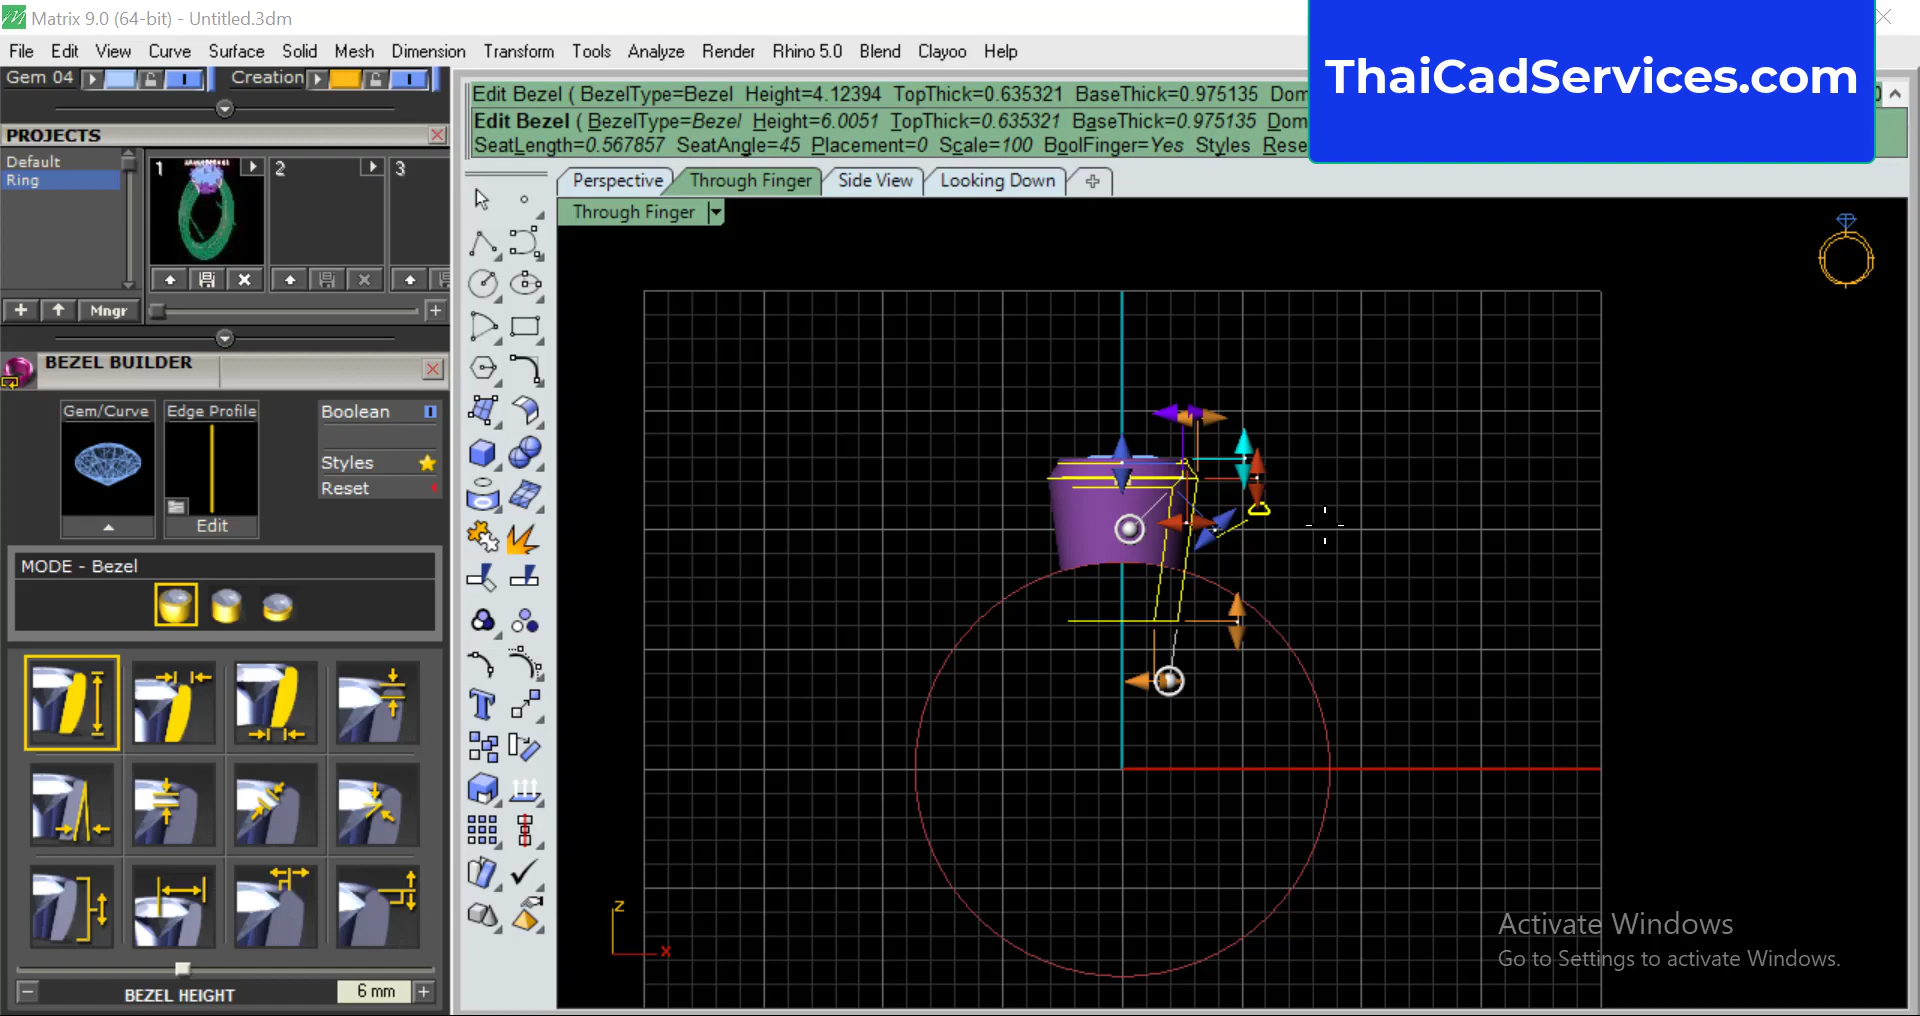 Matrix 9.0 (64-bit) - Untitled.3dm
File Edit View Curve Surface Solid Mesh Dimension Transform Tools Analyze Render Rhino 5.0 Blend Clayoo Help
ThaiCadServices.com
Gem 04 Creation
Edit Bezel ( BezelType=Bezel Height=4.12394 TopThick=0.635321 BaseThick=0.975135 Dom
Edit Bezel ( BezelType=Bezel Height=6.0051 TopThick=0.635321 BaseThick=0.975135 Dom
SeatLength=0.567857 SeatAngle=45 Placement=0 Scale=100 BoolFinger=Yes Styles Rese
PROJECTS
Default
Ring
1 2 3
Mngr
Perspective Through Finger Side View Looking Down
Through Finger
BEZEL BUILDER
Gem/Curve Edge Profile Boolean
Styles
Reset
Edit
MODE - Bezel
BEZEL HEIGHT 6 mm
z
x
Activate Windows
Go to Settings to activate Windows.